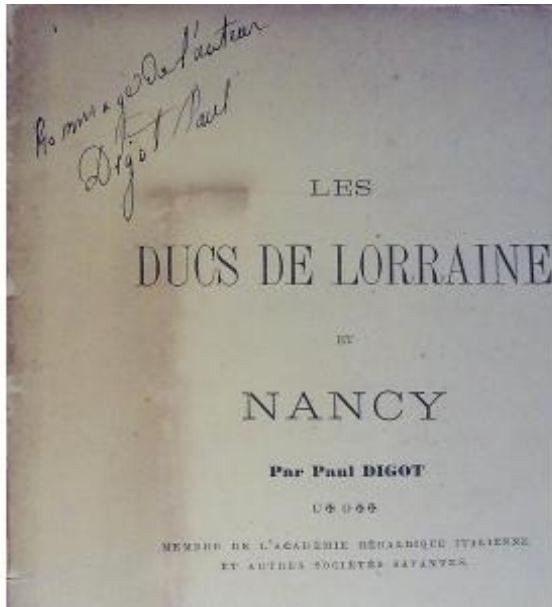 Hommage de l'auteur
Digot Paul
LES
DUCS DE LORRAINE
ET
NANCY
Par Paul DIGOT
MEMBRE DE L'ACADÉMIE HÉRALDIQUE ITALIENNE
ET AUTRES SOCIÉTÉS SAVANTES